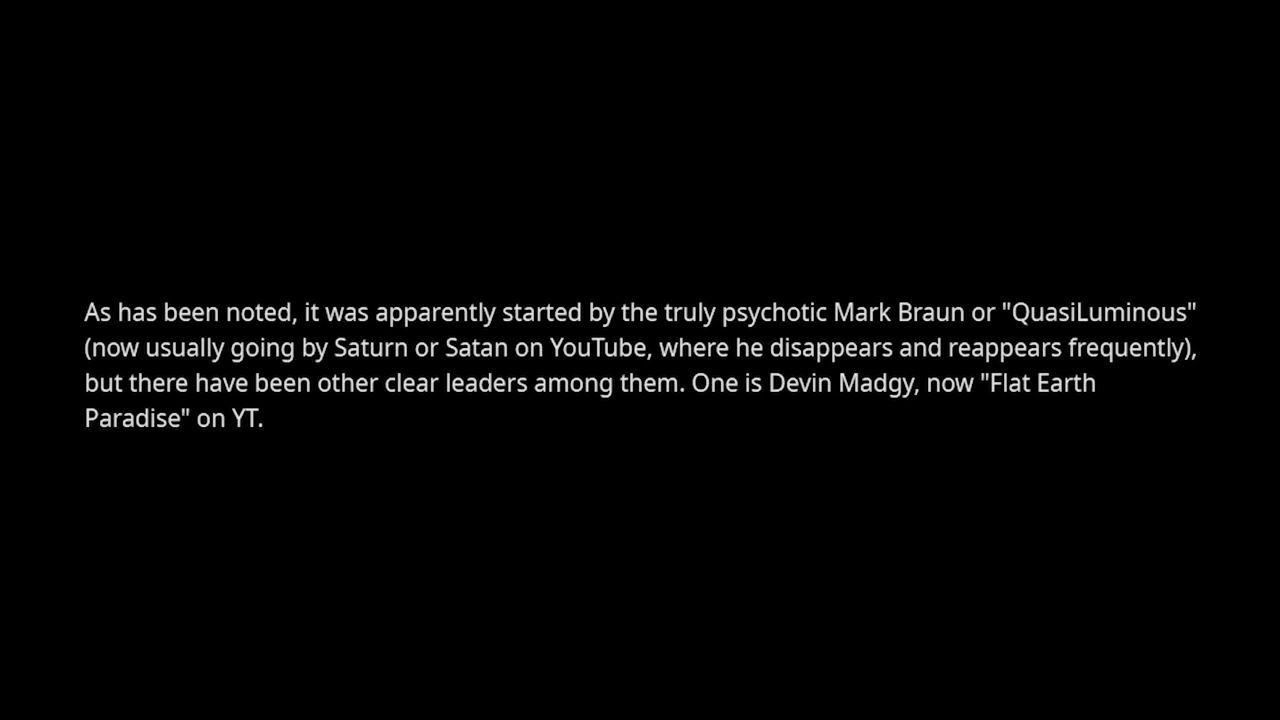 As has been noted, it was apparently started by the truly psychotic Mark Braun or "QuasiLuminous"
(now usually going by Saturn or Satan on YouTube, where he disappears and reappears frequently),
but there have been other clear leaders among them. One is Devin Madgy, now "Flat Earth
Paradise" on YT.